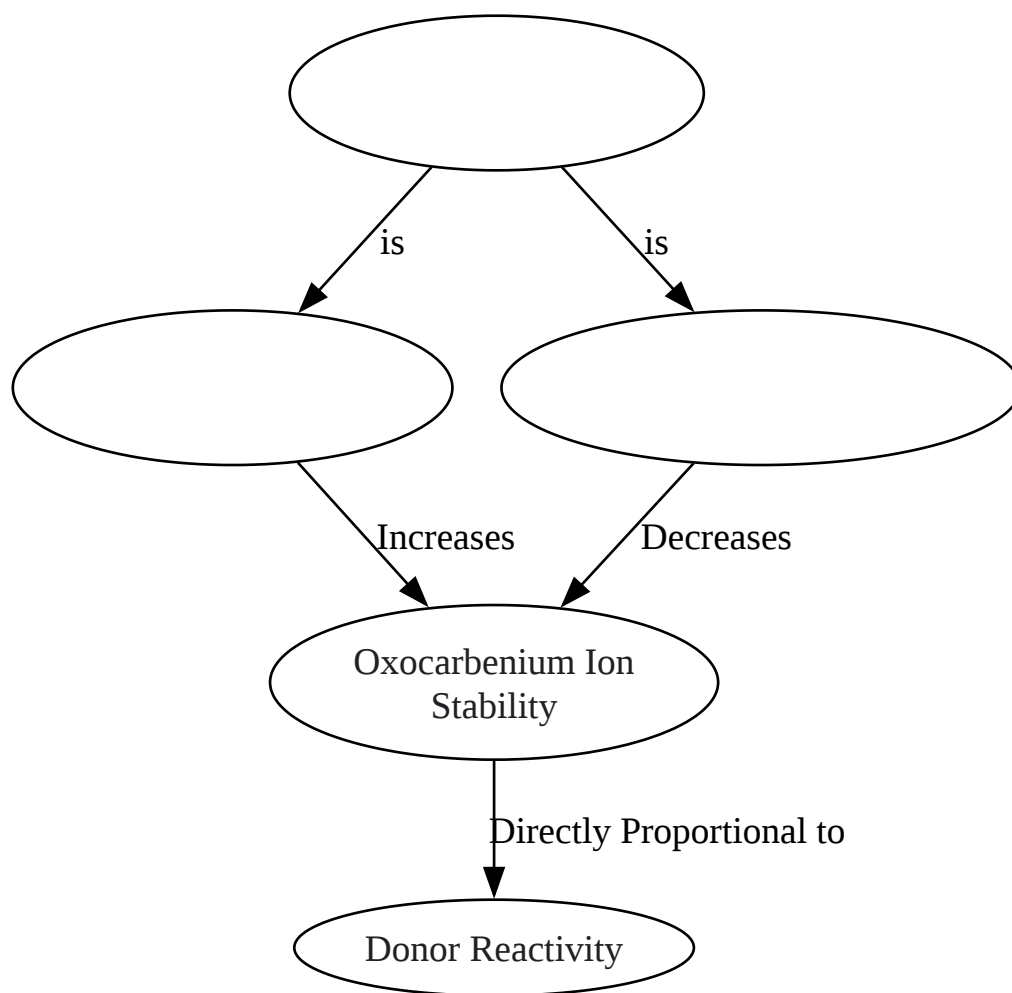 is
is
Increases
Decreases
Oxocarbenium Ion
Stability
Directly Proportional to
Donor Reactivity